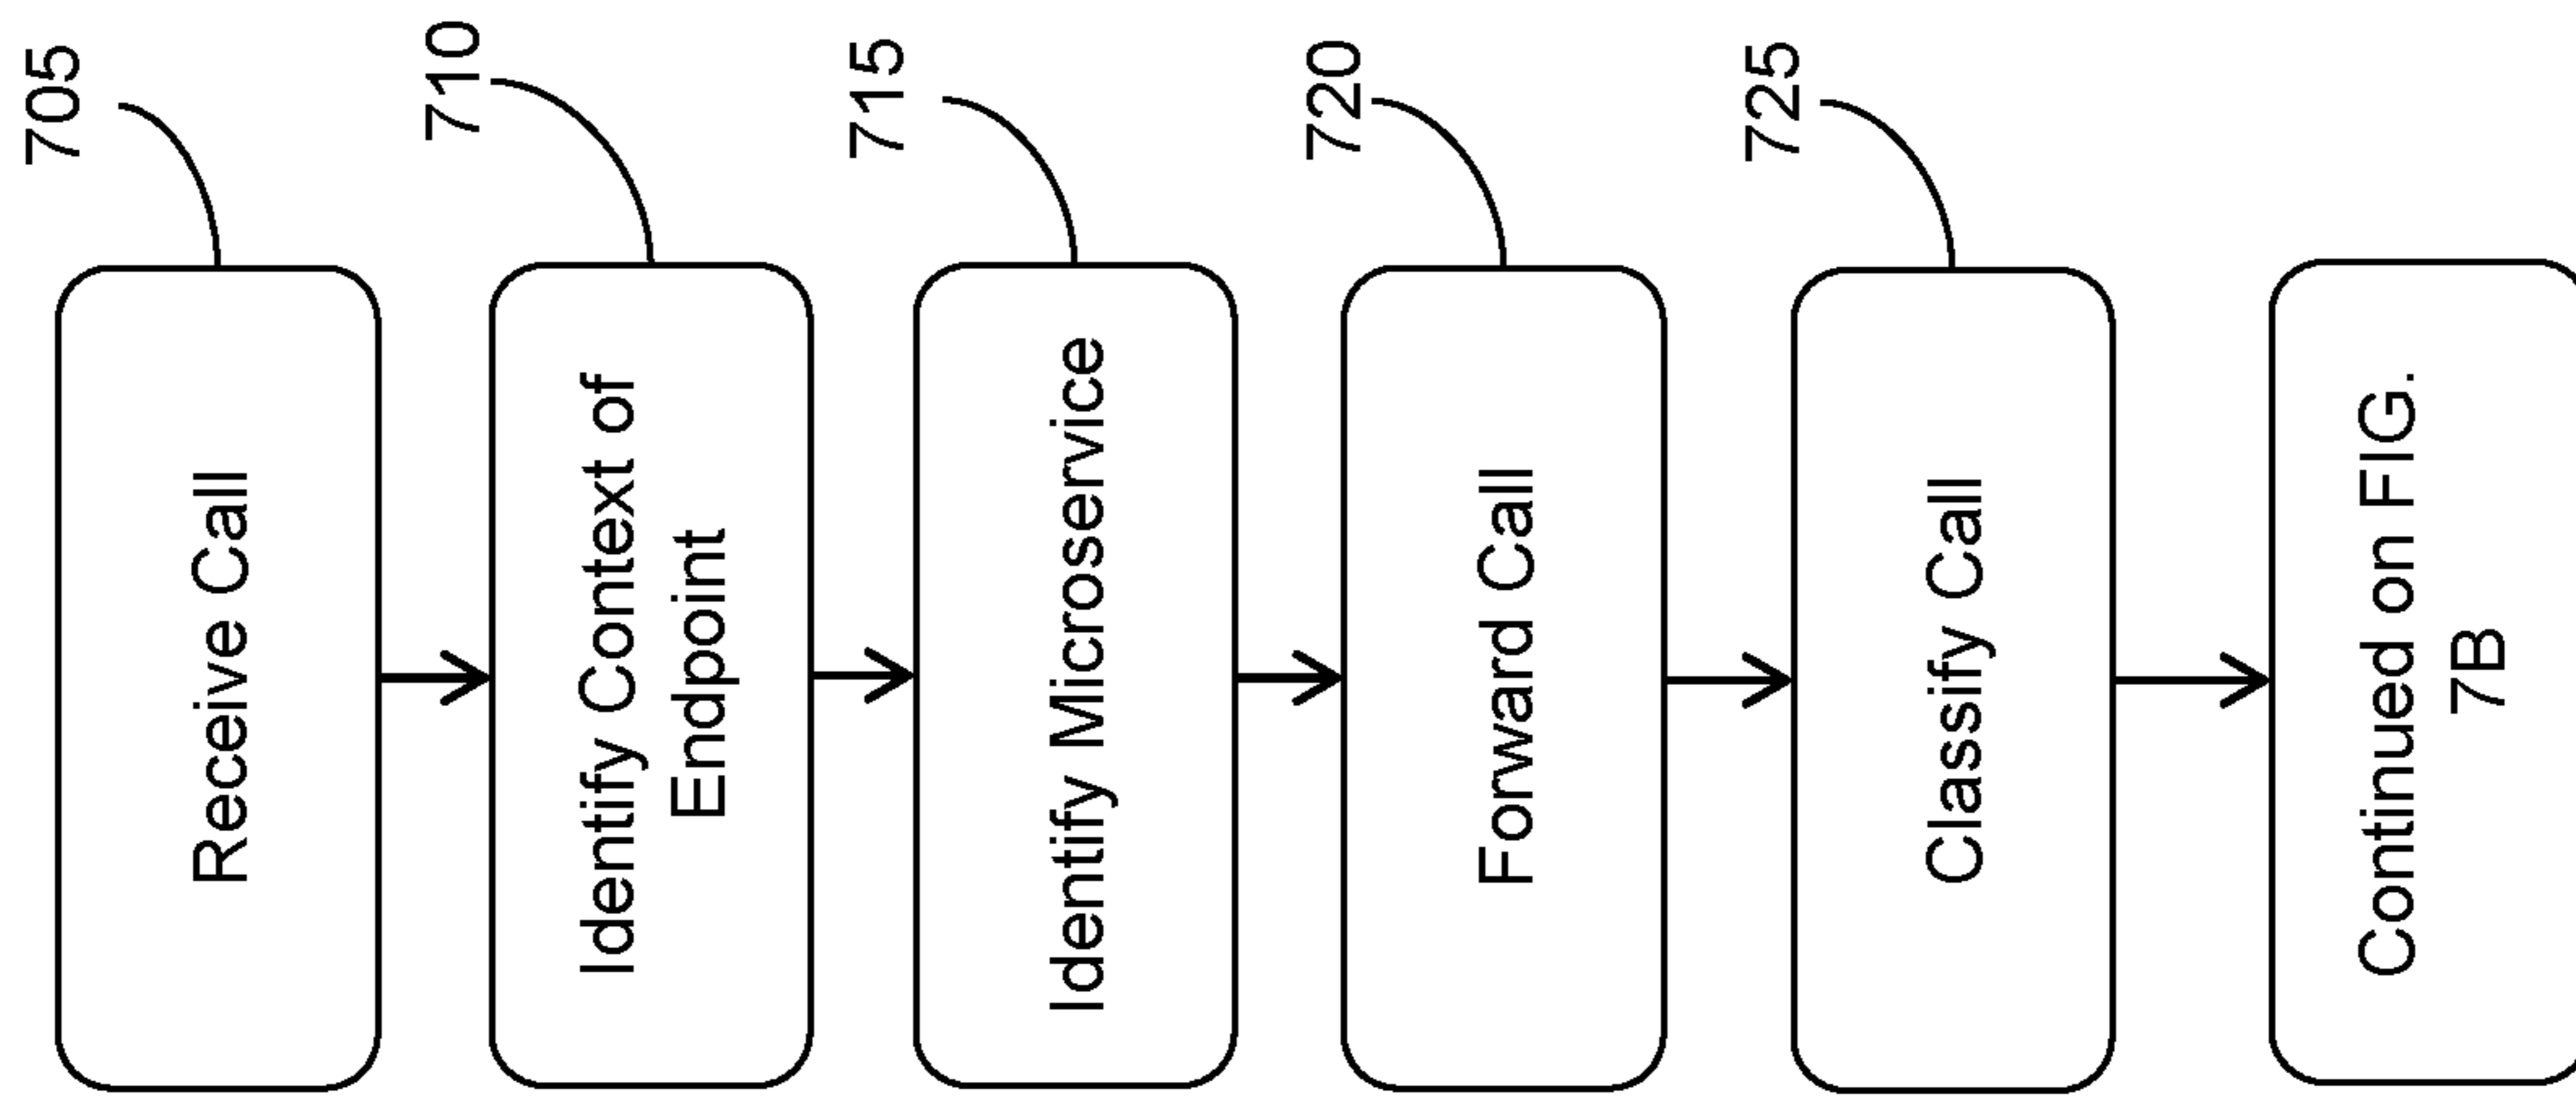 705
Receive Call
710
Identify Context of
Endpoint
715
Identify Microservice
720
Forward Call
725
Classify Call
Continued on FIG.
7B